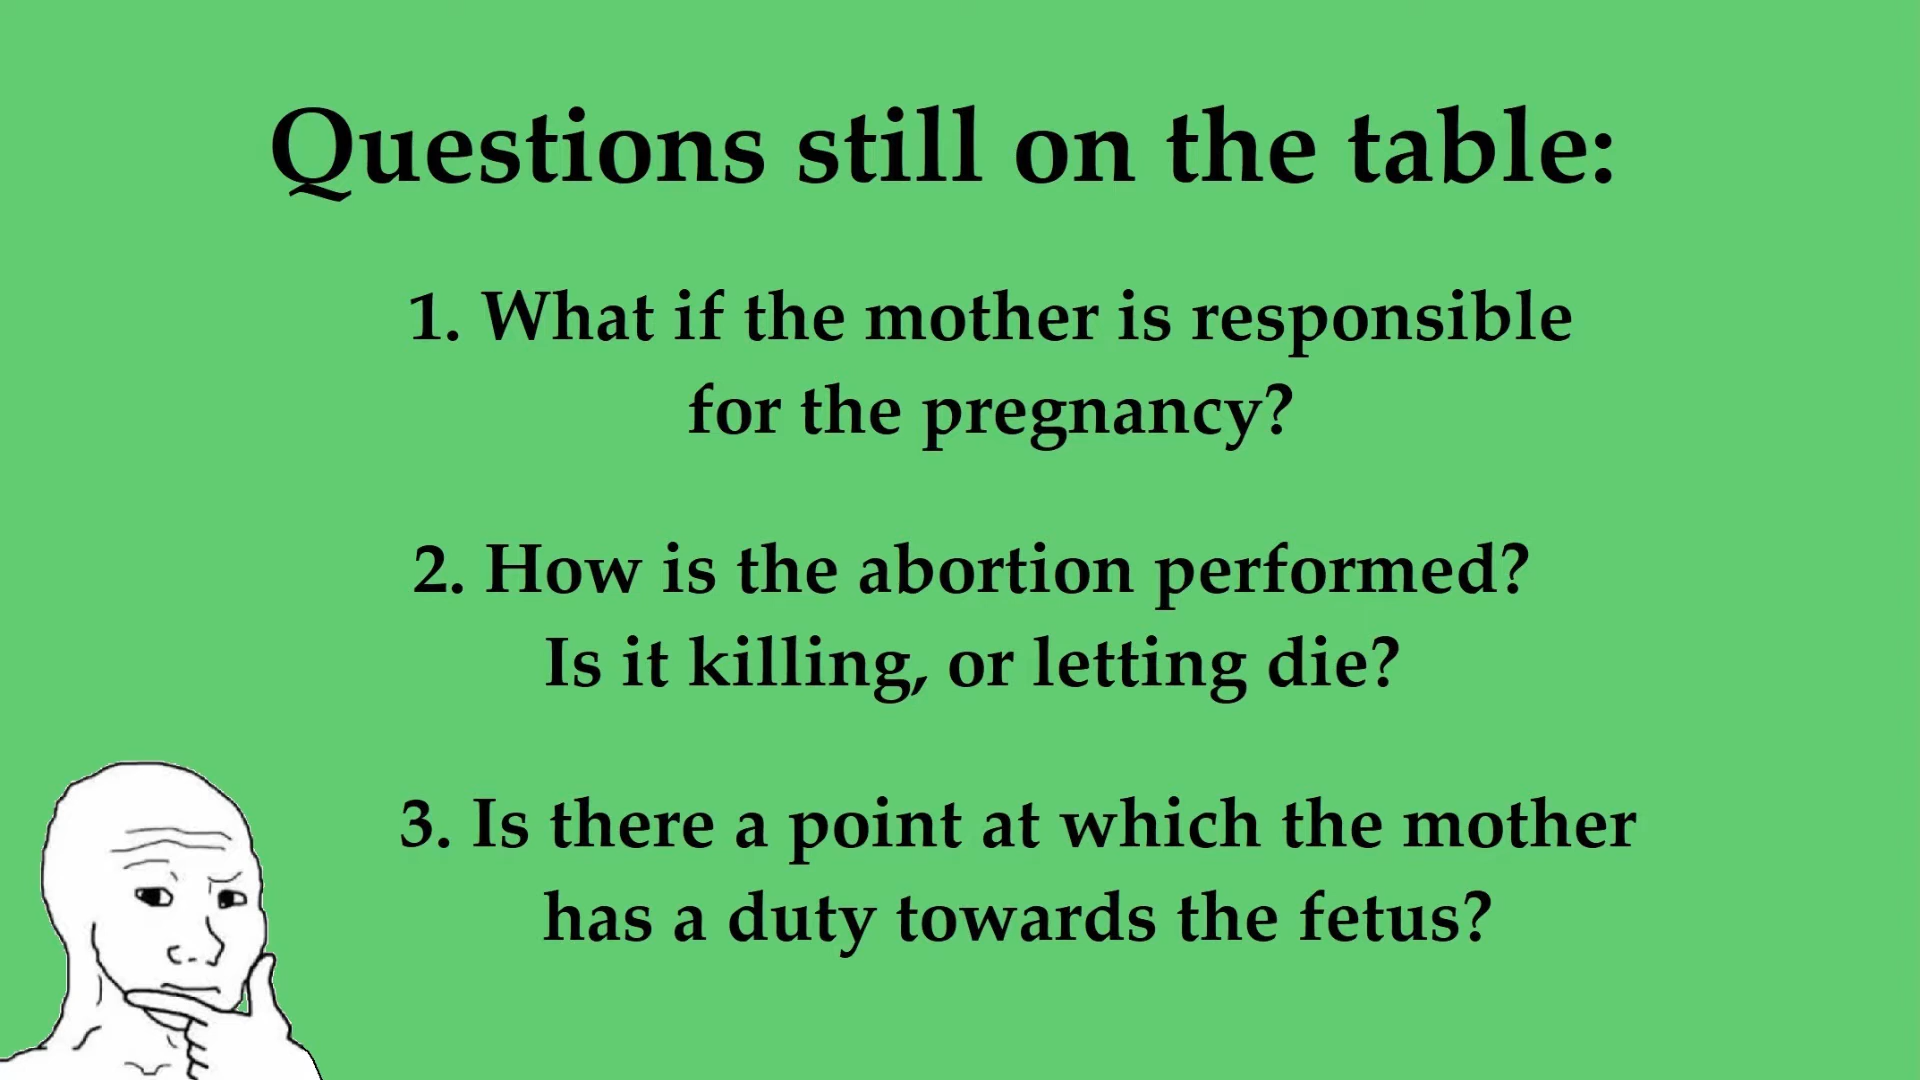 Questions still on the table:
1. What if the mother is responsible
for the pregnancy?
2. How is the abortion performed?
Is it killing, or letting die?
3. Is there a point at which the mother
has a duty towards the fetus?